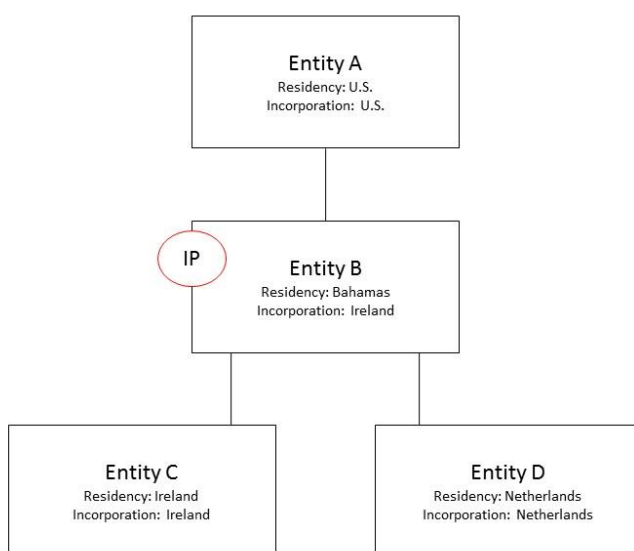 Entity A
Residency: U.S.
Incorporation: U.S.
IP
Entity B
Residency: Bahamas
Incorporation: Ireland
Entity C
Residency: Ireland
Incorporation: Ireland
Entity D
Residency: Netherlands
Incorporation: Netherlands